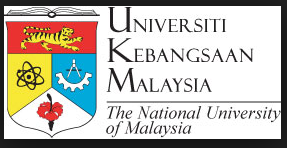 UNIVERSITI
KEBANGSAAN
MALAYSIA
The National University
of Malaysia